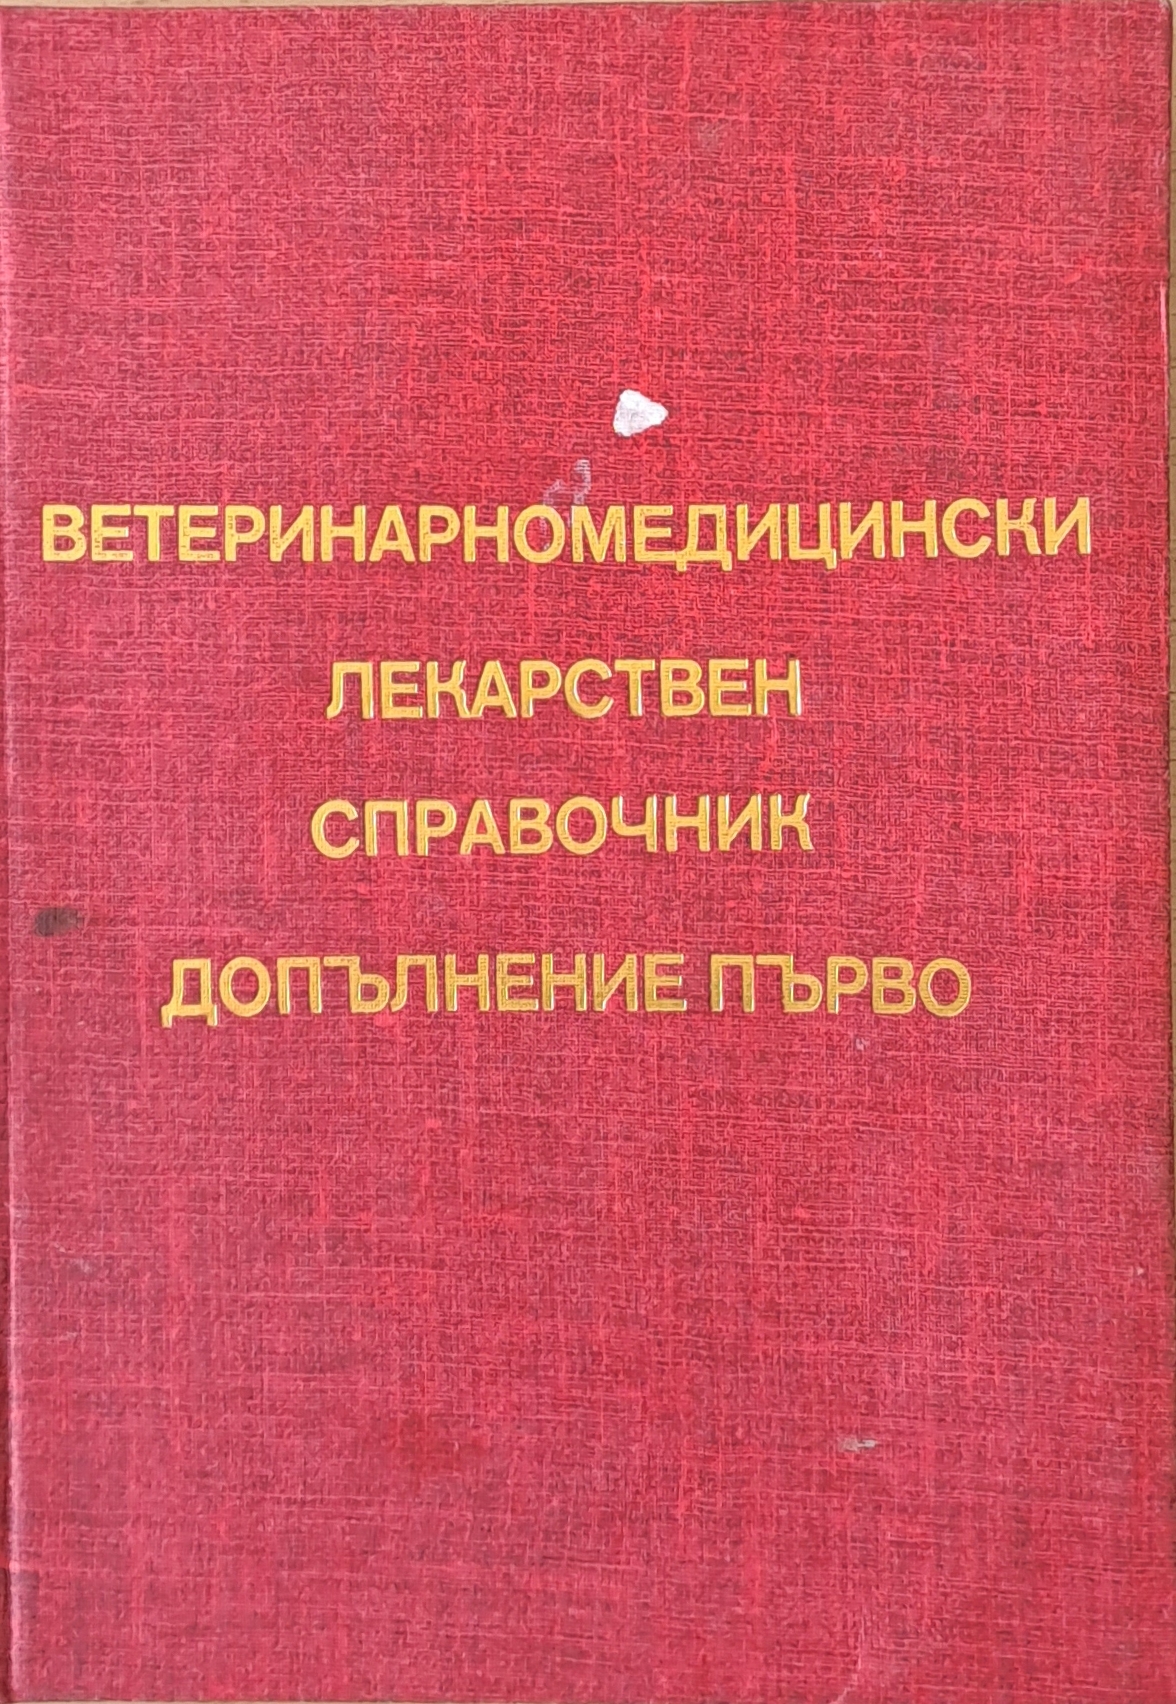 ВЕТЕРИНАРНОМЕДИЦИНСКИ
ЛЕКАРСТВЕН
СПРАВОЧНИК
ДОПЪЛНЕНИЕ ПЪРВО